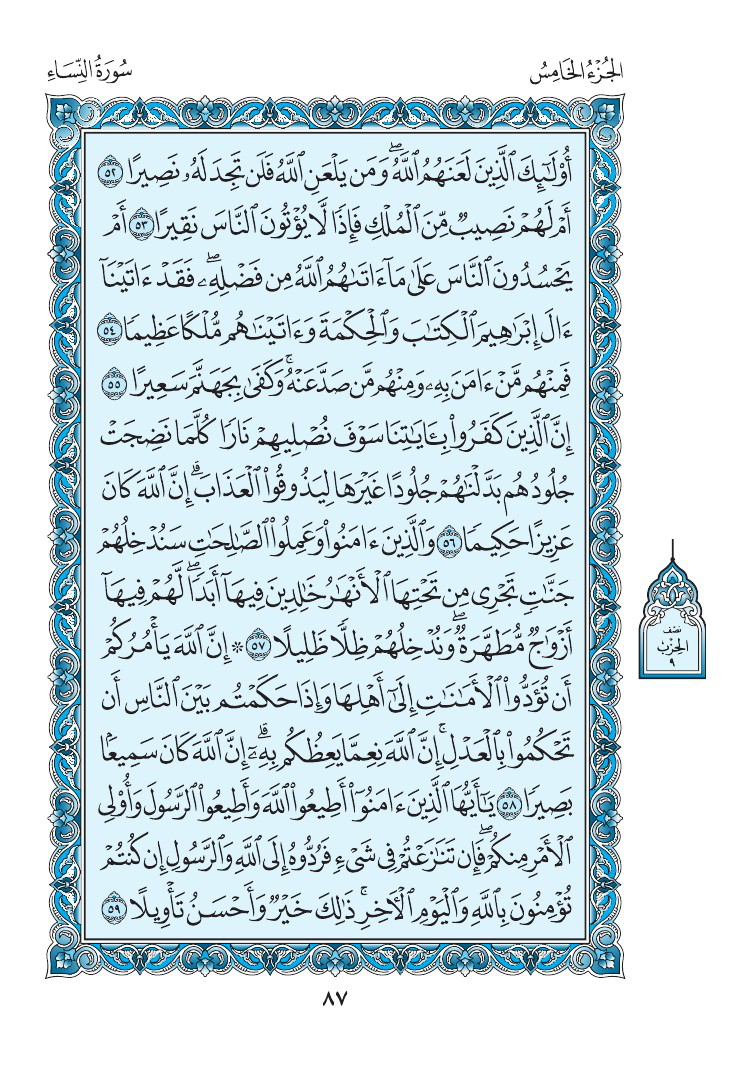 الجُزْءُ الخَامِسُ
سُورَةُ النِّسَاءِ
أُوْلَٰٓئِكَ ٱلَّذِينَ لَعَنَهُمُ ٱللَّهُۖ وَمَن يَلْعَنِ ٱللَّهُ فَلَن تَجِدَ لَهُۥ نَصِيرًا ٥٢
أَمْ لَهُمْ نَصِيبٌ مِّنَ ٱلْمُلْكِ فَإِذًا لَّا يُؤْتُونَ ٱلنَّاسَ نَقِيرًا ٥٣ أَمْ
يَحْسُدُونَ ٱلنَّاسَ عَلَىٰ مَآ ءَاتَىٰهُمُ ٱللَّهُ مِن فَضْلِهِۦۖ فَقَدْ ءَاتَيْنَآ
ءَالَ إِبْرَٰهِيمَ ٱلْكِتَٰبَ وَٱلْحِكْمَةَ وَءَاتَيْنَٰهُم مُّلْكًا عَظِيمًا ٥٤
فَمِنْهُم مَّنْ ءَامَنَ بِهِۦ وَمِنْهُم مَّن صَدَّ عَنْهُۚ وَكَفَىٰ بِجَهَنَّمَ سَعِيرًا ٥٥
إِنَّ ٱلَّذِينَ كَفَرُواْ بِـَٔايَٰتِنَا سَوْفَ نُصْلِيهِمْ نَارًا كُلَّمَا نَضِجَتْ
جُلُودُهُم بَدَّلْنَٰهُمْ جُلُودًا غَيْرَهَا لِيَذُوقُواْ ٱلْعَذَابَۗ إِنَّ ٱللَّهَ كَانَ
عَزِيزًا حَكِيمًا ٥٦ وَٱلَّذِينَ ءَامَنُواْ وَعَمِلُواْ ٱلصَّٰلِحَٰتِ سَنُدْخِلُهُمْ
جَنَّٰتٍ تَجْرِى مِن تَحْتِهَا ٱلْأَنْهَٰرُ خَٰلِدِينَ فِيهَآ أَبَدًاۖ لَّهُمْ فِيهَآ
أَزْوَٰجٌ مُّطَهَّرَةٌۖ وَنُدْخِلُهُمْ ظِلًّا ظَلِيلًا ٥٧ ۞ إِنَّ ٱللَّهَ يَأْمُرُكُمْ
أَن تُؤَدُّواْ ٱلْأَمَٰنَٰتِ إِلَىٰٓ أَهْلِهَا وَإِذَا حَكَمْتُم بَيْنَ ٱلنَّاسِ أَن
تَحْكُمُواْ بِٱلْعَدْلِۚ إِنَّ ٱللَّهَ نِعِمَّا يَعِظُكُم بِهِۦٓۗ إِنَّ ٱللَّهَ كَانَ سَمِيعًۢا
بَصِيرًا ٥٨ يَٰٓأَيُّهَا ٱلَّذِينَ ءَامَنُوٓاْ أَطِيعُواْ ٱللَّهَ وَأَطِيعُواْ ٱلرَّسُولَ وَأُوْلِى
ٱلْأَمْرِ مِنكُمْۖ فَإِن تَنَٰزَعْتُمْ فِى شَىْءٍ فَرُدُّوهُ إِلَى ٱللَّهِ وَٱلرَّسُولِ إِن كُنتُمْ
تُؤْمِنُونَ بِٱللَّهِ وَٱلْيَوْمِ ٱلْأَخِرِۚ ذَٰلِكَ خَيْرٌ وَأَحْسَنُ تَأْوِيلًا ٥٩
نصف
الحزب
٩
٨٧